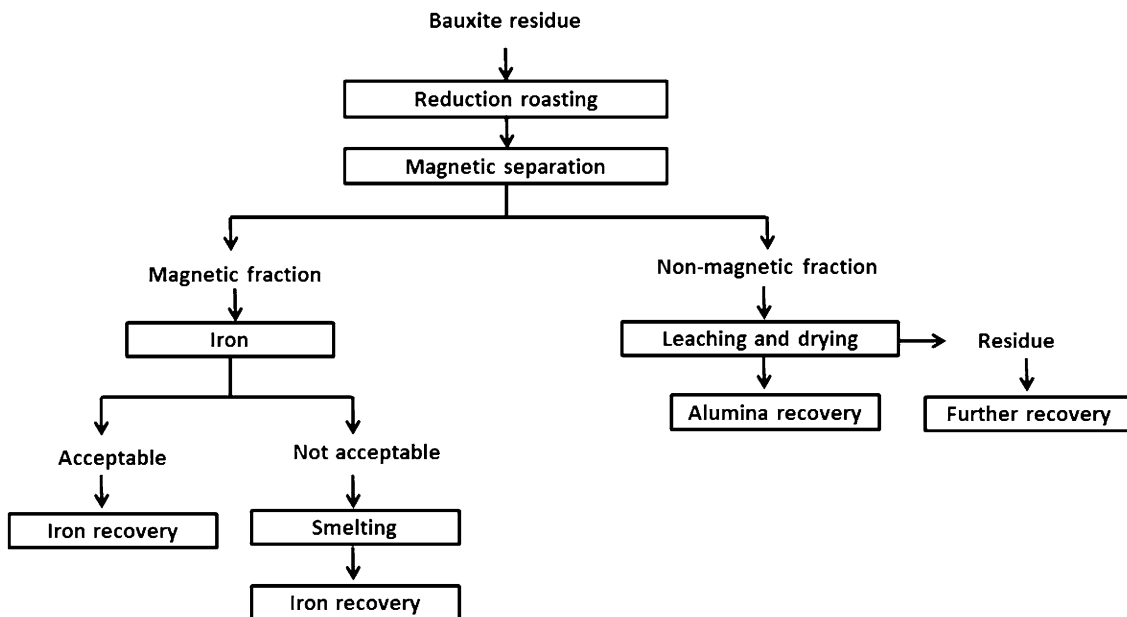 Bauxite residue
Reduction roasting
Magnetic separation
Magnetic fraction
Non-magnetic fraction
Iron
Leaching and drying
Residue
Alumina recovery
Further recovery
Acceptable
Not acceptable
Iron recovery
Smelting
Iron recovery